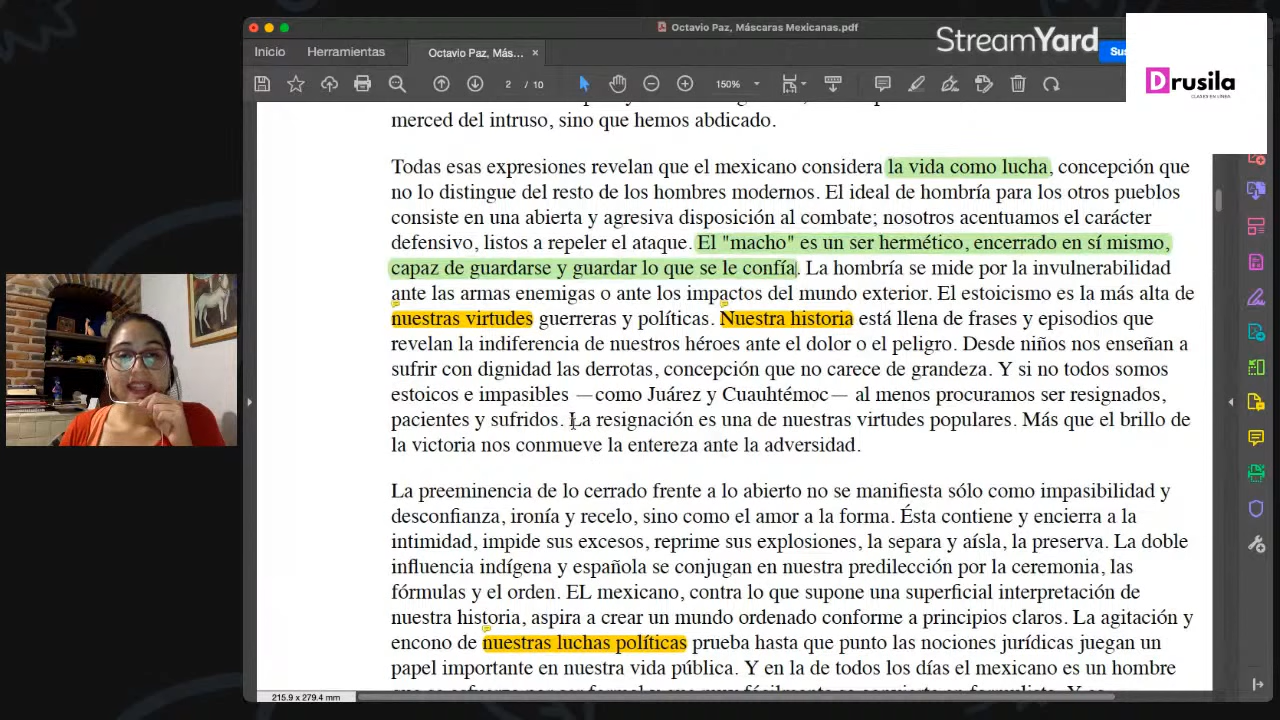 Octavio Paz, Máscaras Mexicanas.pdf
StreamYard
Inicio
Herramientas
Octavio Paz, Más... ×
Sus
Drusila
CLASES EN LÍNEA
2 / 10
150%
merced del intruso, sino que hemos abdicado.
Todas esas expresiones revelan que el mexicano considera la vida como lucha, concepción que
no lo distingue del resto de los hombres modernos. El ideal de hombría para los otros pueblos
consiste en una abierta y agresiva disposición al combate; nosotros acentuamos el carácter
defensivo, listos a repeler el ataque. El "macho" es un ser hermético, encerrado en sí mismo,
capaz de guardarse y guardar lo que se le confía. La hombría se mide por la invulnerabilidad
ante las armas enemigas o ante los impactos del mundo exterior. El estoicismo es la más alta de
nuestras virtudes guerreras y políticas. Nuestra historia está llena de frases y episodios que
revelan la indiferencia de nuestros héroes ante el dolor o el peligro. Desde niños nos enseñan a
sufrir con dignidad las derrotas, concepción que no carece de grandeza. Y si no todos somos
estoicos e impasibles —como Juárez y Cuauhtémoc— al menos procuramos ser resignados,
pacientes y sufridos. La resignación es una de nuestras virtudes populares. Más que el brillo de
la victoria nos conmueve la entereza ante la adversidad.
La preeminencia de lo cerrado frente a lo abierto no se manifiesta sólo como impasibilidad y
desconfianza, ironía y recelo, sino como el amor a la forma. Ésta contiene y encierra a la
intimidad, impide sus excesos, reprime sus explosiones, la separa y aísla, la preserva. La doble
influencia indígena y española se conjugan en nuestra predilección por la ceremonia, las
fórmulas y el orden. EL mexicano, contra lo que supone una superficial interpretación de
nuestra historia, aspira a crear un mundo ordenado conforme a principios claros. La agitación y
encono de nuestras luchas políticas prueba hasta que punto las nociones jurídicas juegan un
papel importante en nuestra vida pública. Y en la de todos los días el mexicano es un hombre
215.9 x 279.4 mm